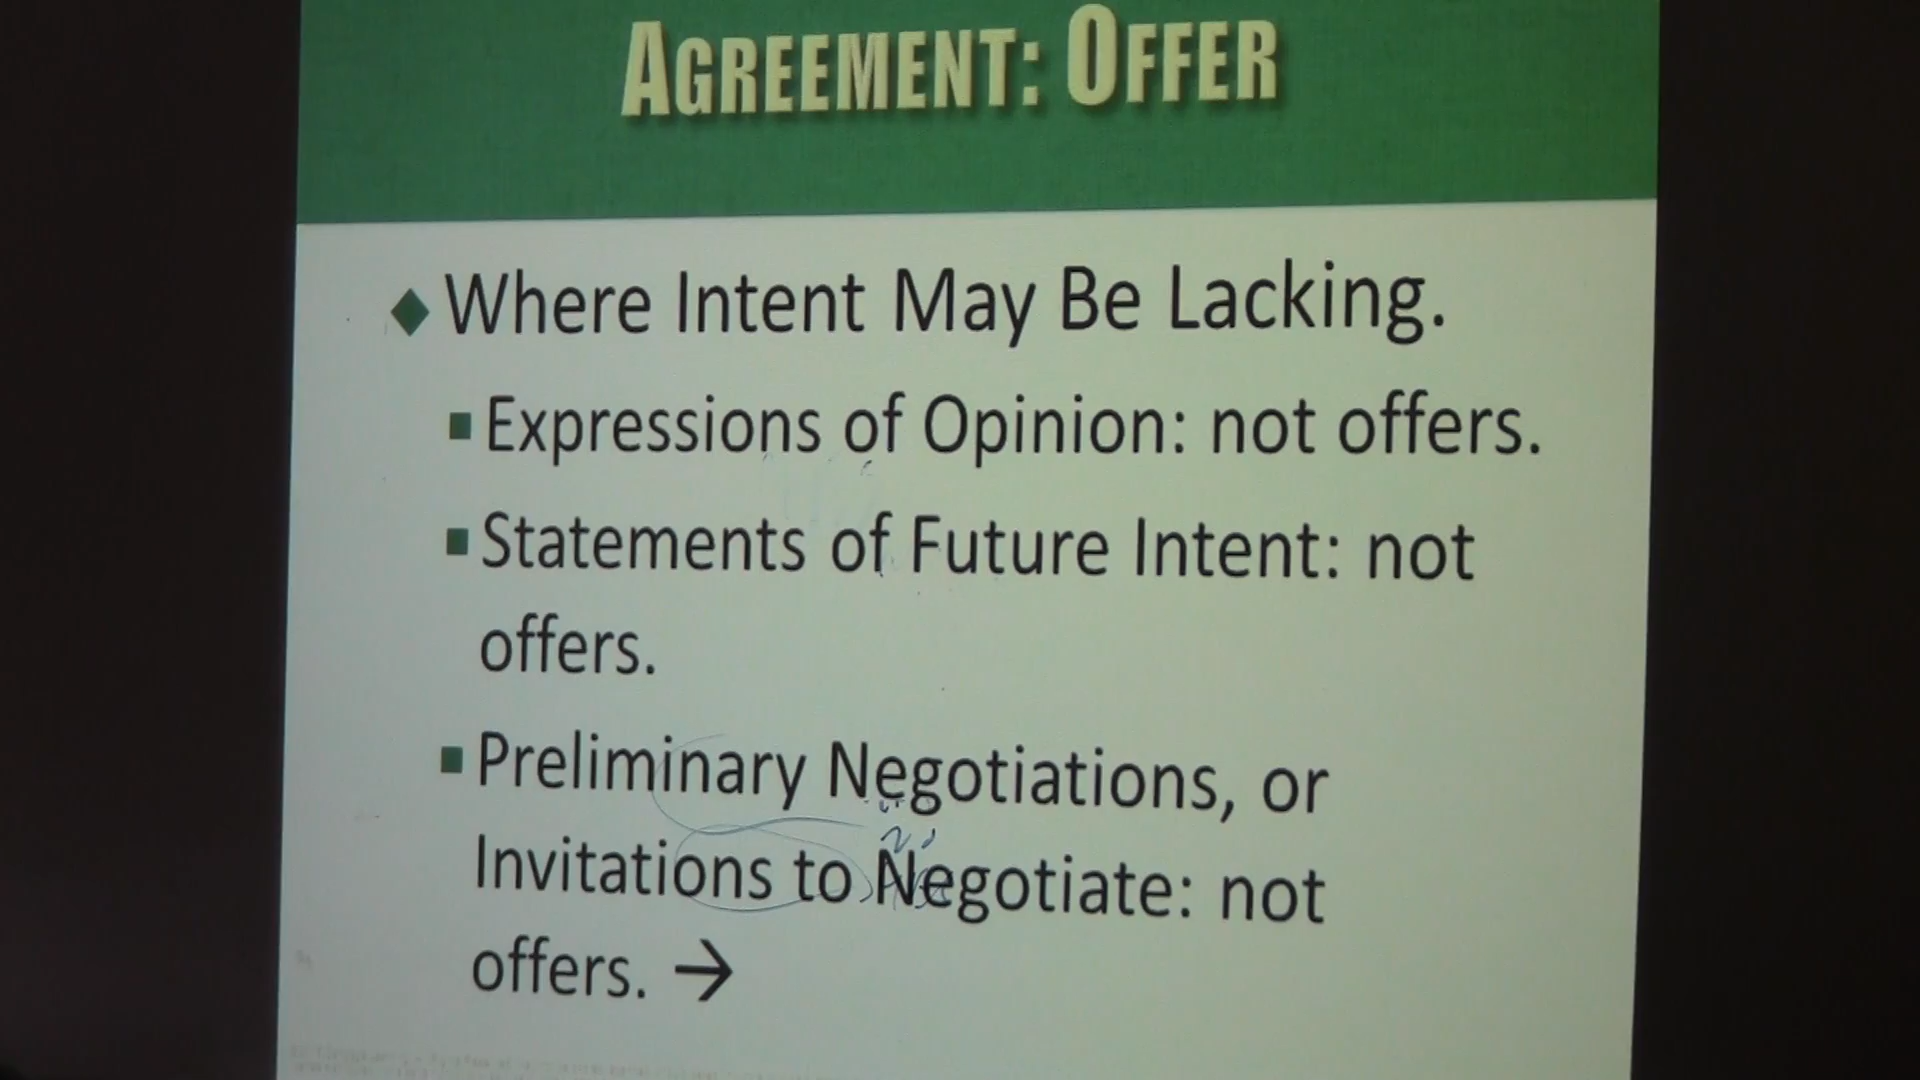 AGREEMENT: OFFER
◆ Where Intent May Be Lacking.
▪ Expressions of Opinion: not offers.
▪ Statements of Future Intent: not
offers.
▪ Preliminary Negotiations, or
Invitations to Negotiate: not
offers. →